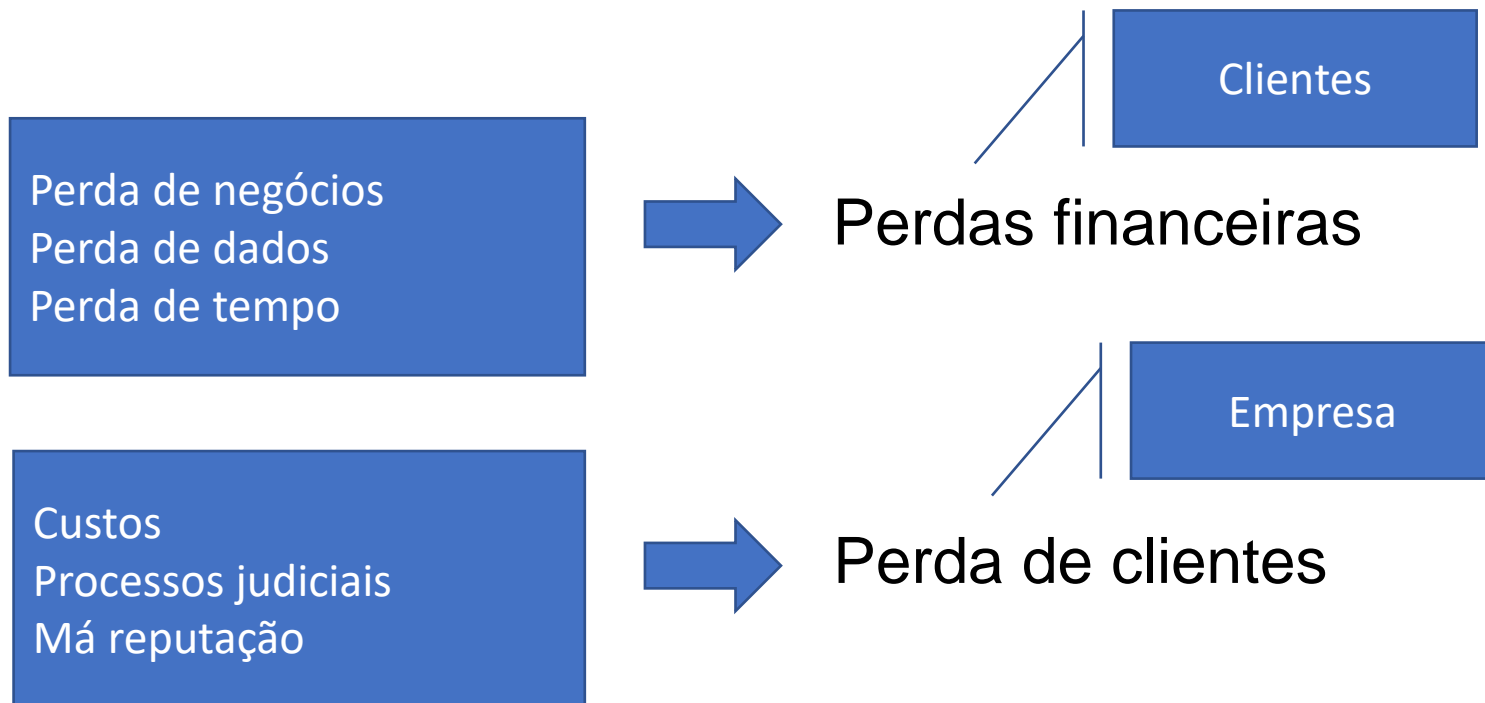 Clientes
Perda de negócios
Perda de dados
Perda de tempo
Perdas financeiras
Empresa
Custos
Processos judiciais
Má reputação
Perda de clientes